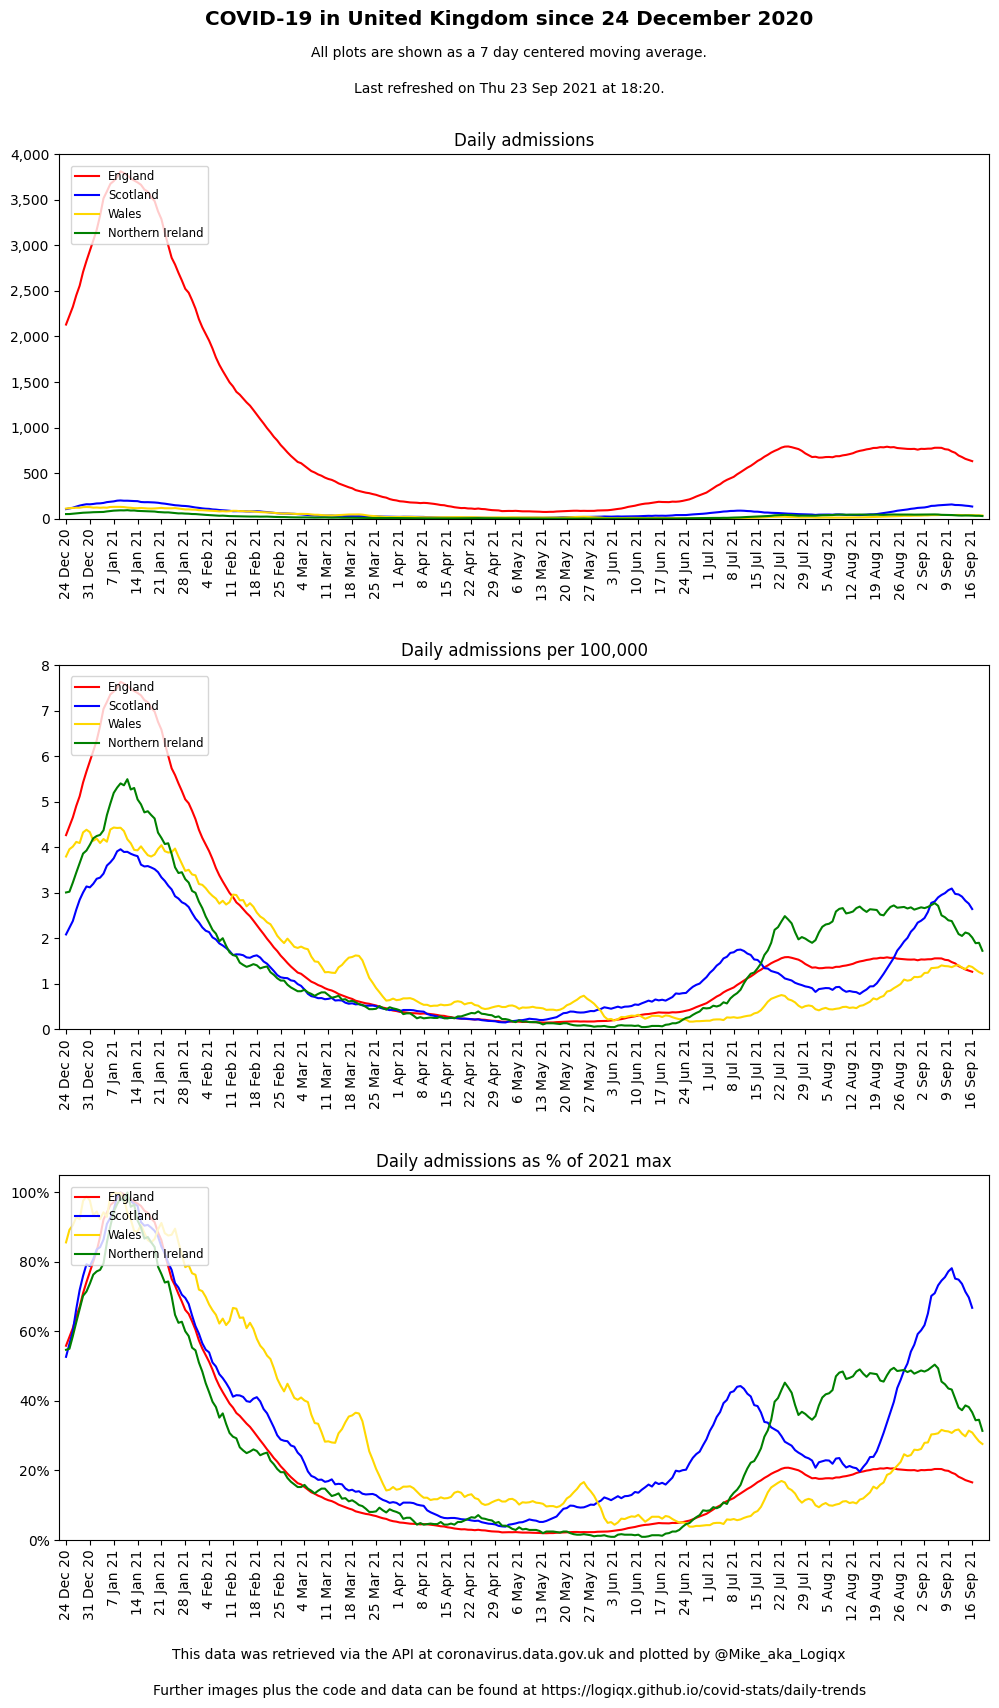 COVID-19 in United Kingdom since 24 December 2020
All plots are shown as a 7 day centered moving average.
Last refreshed on Thu 23 Sep 2021 at 18:20.
Daily admissions
4,000
3,500
3,000
2,500
2,000
1,500
1,000
500
0
England
Scotland
Wales
Northern Ireland
24 Dec 20
31 Dec 20
7 Jan 21
14 Jan 21
21 Jan 21
28 Jan 21
4 Feb 21
11 Feb 21
18 Feb 21
25 Feb 21
4 Mar 21
11 Mar 21
18 Mar 21
25 Mar 21
1 Apr 21
8 Apr 21
15 Apr 21
22 Apr 21
29 Apr 21
6 May 21
13 May 21
20 May 21
27 May 21
3 Jun 21
10 Jun 21
17 Jun 21
24 Jun 21
1 Jul 21
8 Jul 21
15 Jul 21
22 Jul 21
29 Jul 21
5 Aug 21
12 Aug 21
19 Aug 21
26 Aug 21
2 Sep 21
9 Sep 21
16 Sep 21
Daily admissions per 100,000
8
7
6
5
4
3
2
1
0
England
Scotland
Wales
Northern Ireland
24 Dec 20
31 Dec 20
7 Jan 21
14 Jan 21
21 Jan 21
28 Jan 21
4 Feb 21
11 Feb 21
18 Feb 21
25 Feb 21
4 Mar 21
11 Mar 21
18 Mar 21
25 Mar 21
1 Apr 21
8 Apr 21
15 Apr 21
22 Apr 21
29 Apr 21
6 May 21
13 May 21
20 May 21
27 May 21
3 Jun 21
10 Jun 21
17 Jun 21
24 Jun 21
1 Jul 21
8 Jul 21
15 Jul 21
22 Jul 21
29 Jul 21
5 Aug 21
12 Aug 21
19 Aug 21
26 Aug 21
2 Sep 21
9 Sep 21
16 Sep 21
Daily admissions as % of 2021 max
100%
80%
60%
40%
20%
0%
England
Scotland
Wales
Northern Ireland
24 Dec 20
31 Dec 20
7 Jan 21
14 Jan 21
21 Jan 21
28 Jan 21
4 Feb 21
11 Feb 21
18 Feb 21
25 Feb 21
4 Mar 21
11 Mar 21
18 Mar 21
25 Mar 21
1 Apr 21
8 Apr 21
15 Apr 21
22 Apr 21
29 Apr 21
6 May 21
13 May 21
20 May 21
27 May 21
3 Jun 21
10 Jun 21
17 Jun 21
24 Jun 21
1 Jul 21
8 Jul 21
15 Jul 21
22 Jul 21
29 Jul 21
5 Aug 21
12 Aug 21
19 Aug 21
26 Aug 21
2 Sep 21
9 Sep 21
16 Sep 21
This data was retrieved via the API at coronavirus.data.gov.uk and plotted by @Mike_aka_Logiqx
Further images plus the code and data can be found at https://logiqx.github.io/covid-stats/daily-trends